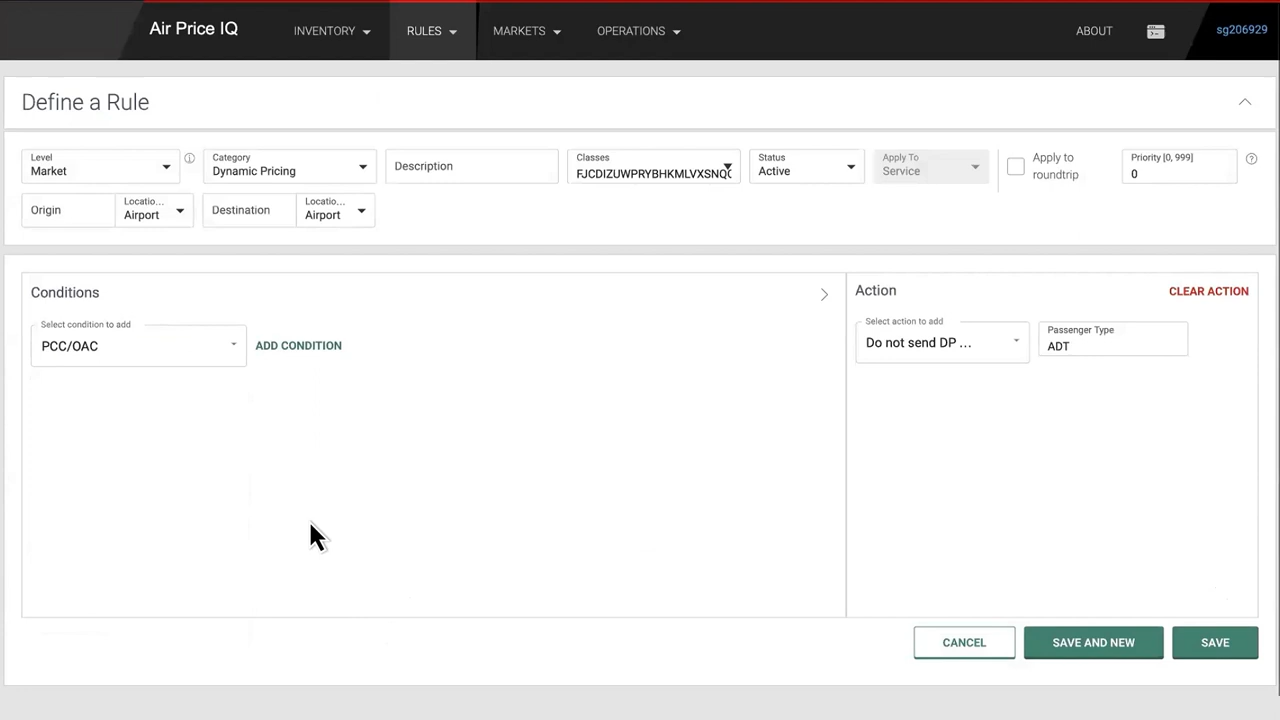 Air Price IQ
INVENTORY
RULES
MARKETS
OPERATIONS
ABOUT
sg206929
Define a Rule
Level
Market
Category
Dynamic Pricing
Description
Classes
FJCDIZUWPRYBHKMLVXSNQ
Status
Active
Apply To
Service
Apply to
roundtrip
Priority [0, 999]
0
Origin
Locatio...
Airport
Destination
Locatio...
Airport
Conditions
Select condition to add
PCC/OAC
ADD CONDITION
Action
CLEAR ACTION
Select action to add
Do not send DP ...
Passenger Type
ADT
CANCEL
SAVE AND NEW
SAVE